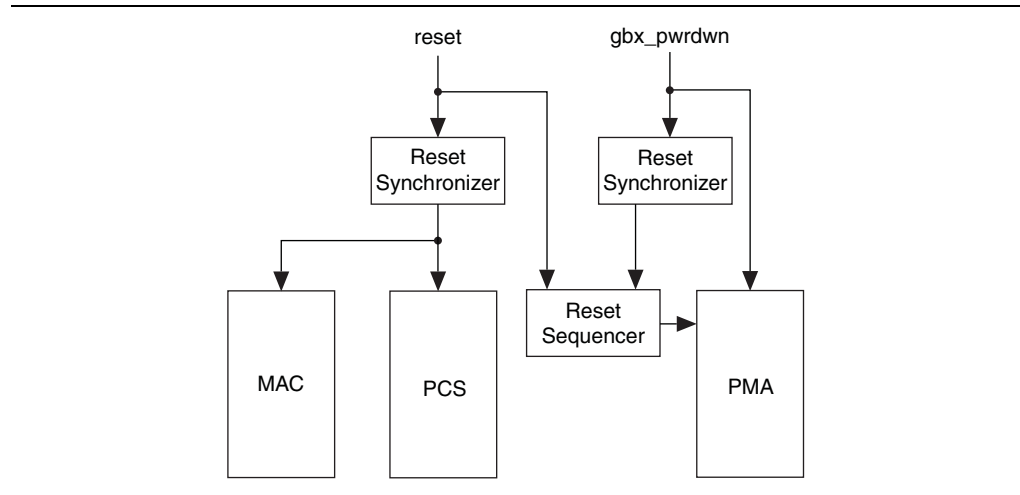 reset
gbx_pwrdwn
Reset
Synchronizer
Reset
Synchronizer
Reset
Sequencer
MAC
PCS
PMA